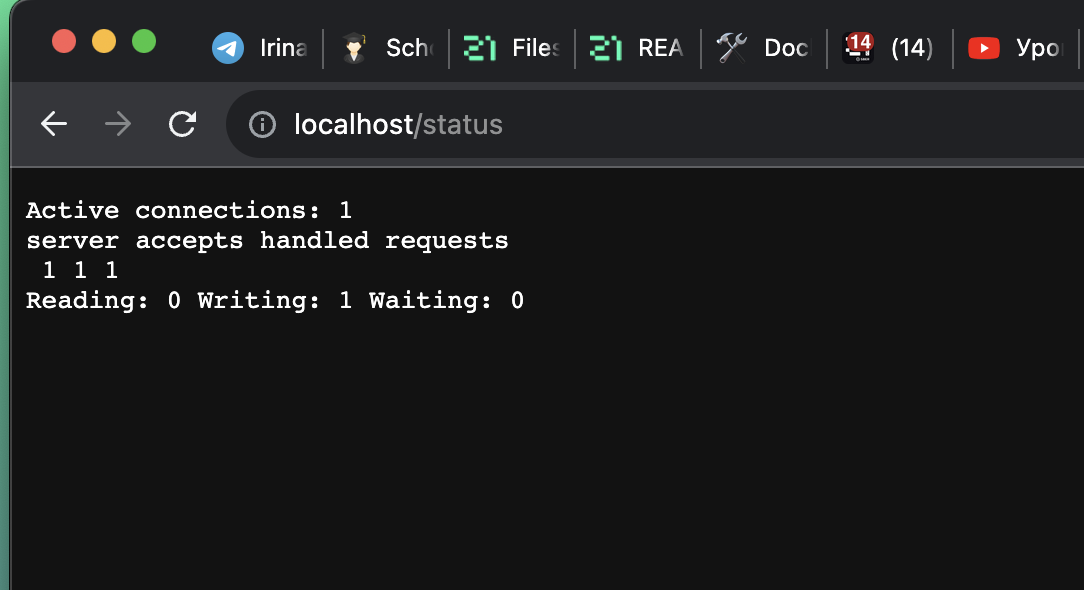 Irina
Sch
Files
REA
Doc
14
(14)
Уро
localhost/status
Active connections: 1
server accepts handled requests
1 1 1
Reading: 0 Writing: 1 Waiting: 0